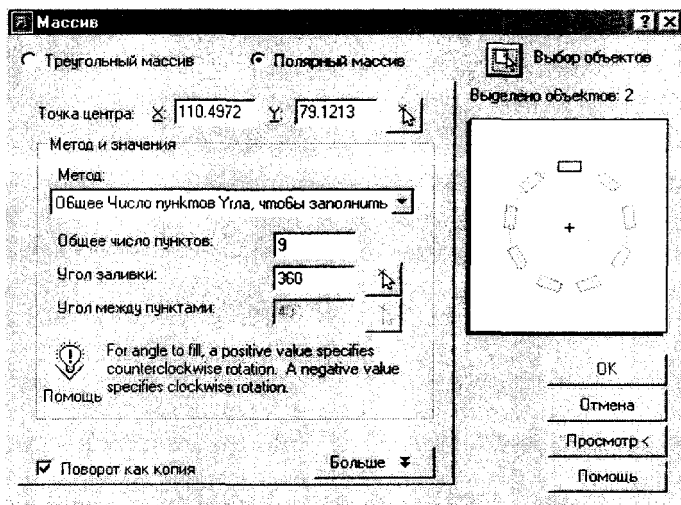 Массив
Треугольный массив
Полярный массив
Выбор объектов
Точка центра: X: 110.4972 Y: 79.1213
Выделено объектов: 2
Метод и значения
Метод:
Общее Число пунктов Угла, чтобы заполнить
Общее число пунктов: 9
Угол заливки: 360
Угол между пунктами:
For angle to fill, a positive value specifies
counterclockwise rotation. A negative value
specifies clockwise rotation.
Помощь
Поворот как копия
Больше
OK
Отмена
Просмотр <
Помощь